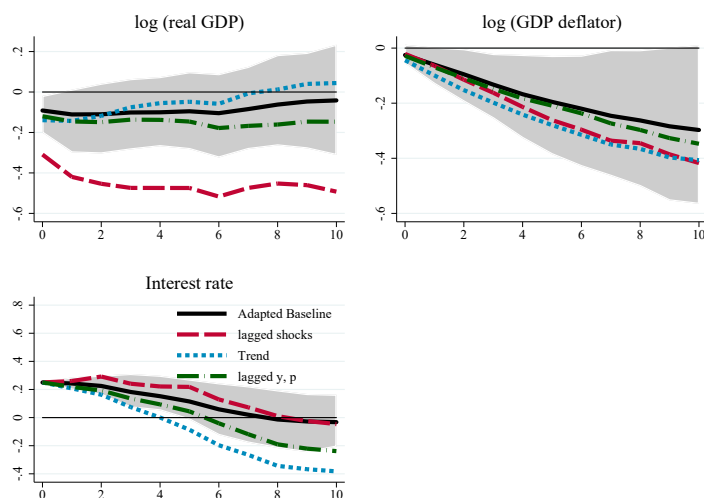 log (real GDP)
.2
0
-.2
-.4
-.6
0 2 4 6 8 10
log (GDP deflator)
0
-.2
-.4
-.6
0 2 4 6 8 10
Interest rate
.8
.6
.4
.2
0
-.2
-.4
0 2 4 6 8 10
Adapted Baseline
lagged shocks
Trend
lagged y, p